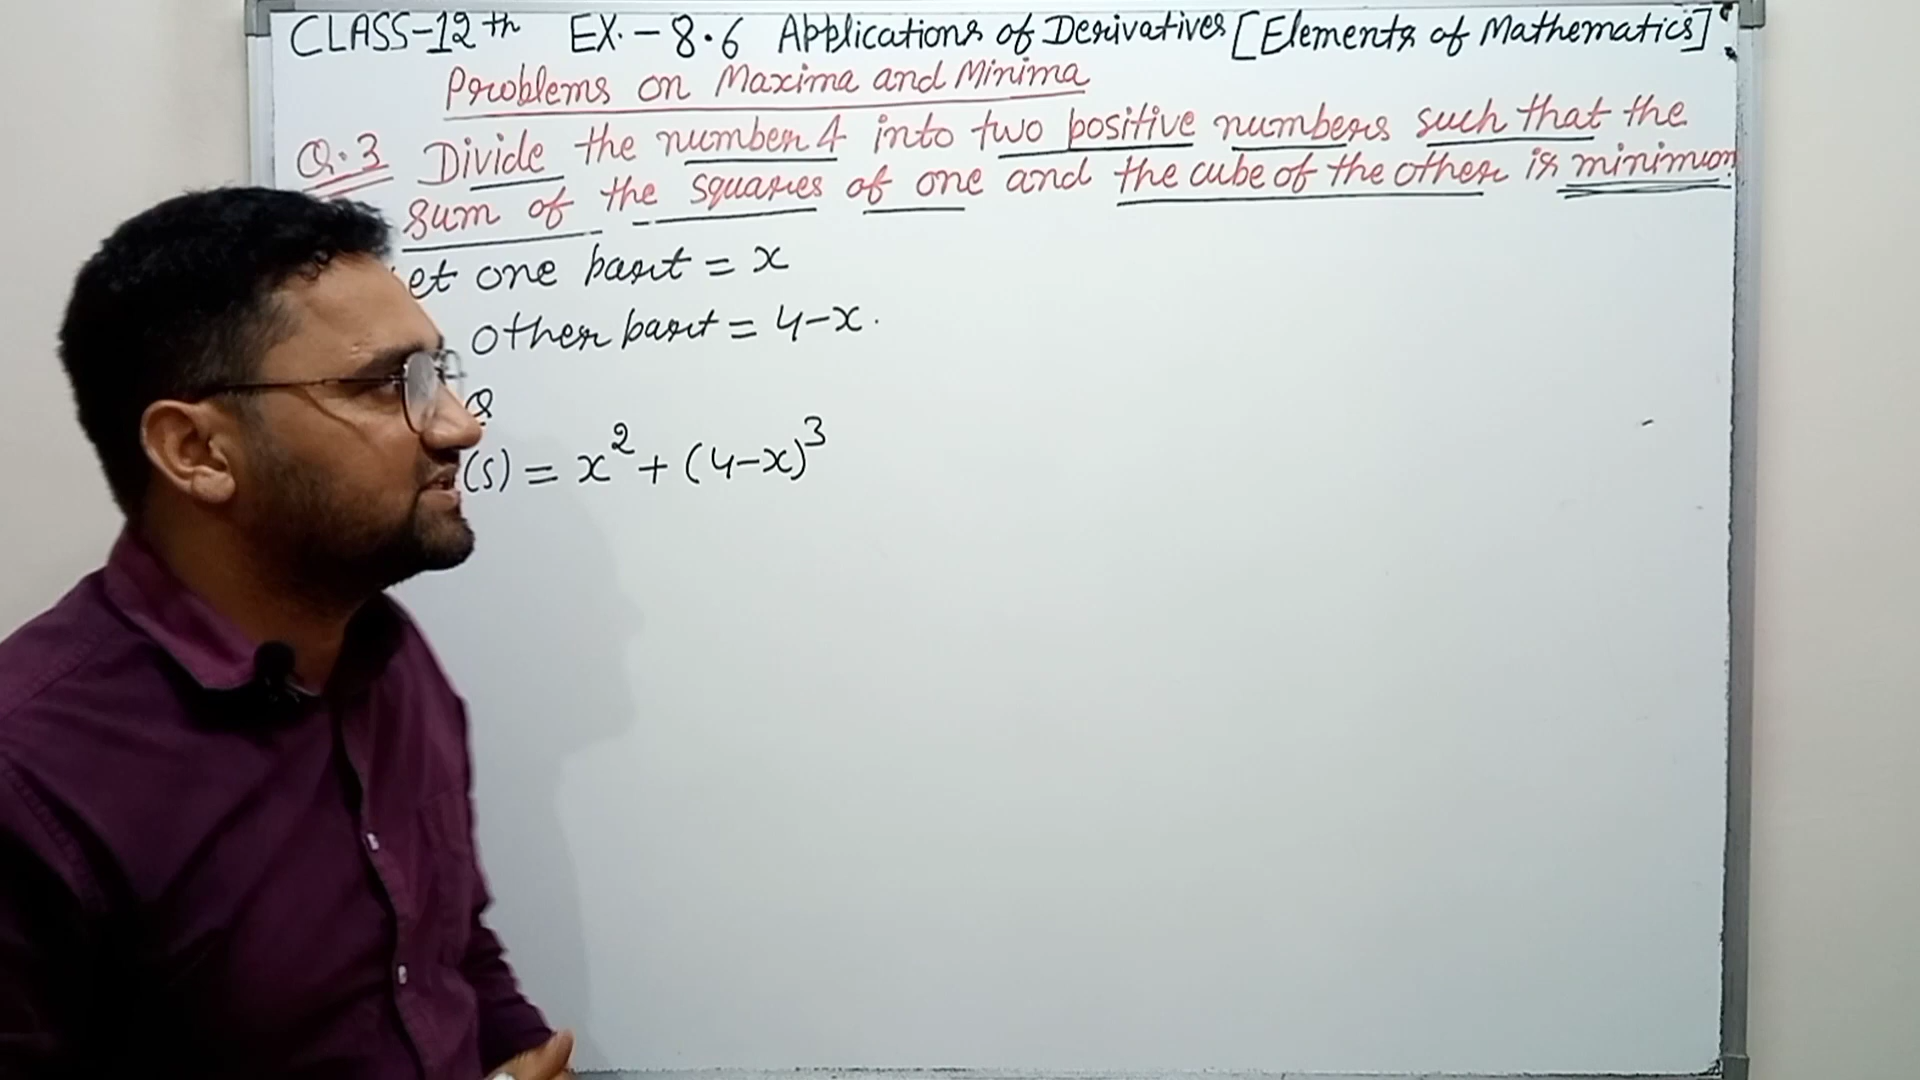 CLASS-12th EX.-8.6 Applications of Derivatives [Elements of Mathematics]
Problems on Maxima and Minima
Q.3 Divide the number 4 into two positive numbers such that the
sum of the squares of one and the cube of the other is minimum
et one part = x
other part = 4-x.
(S) = x² + (4-x)³